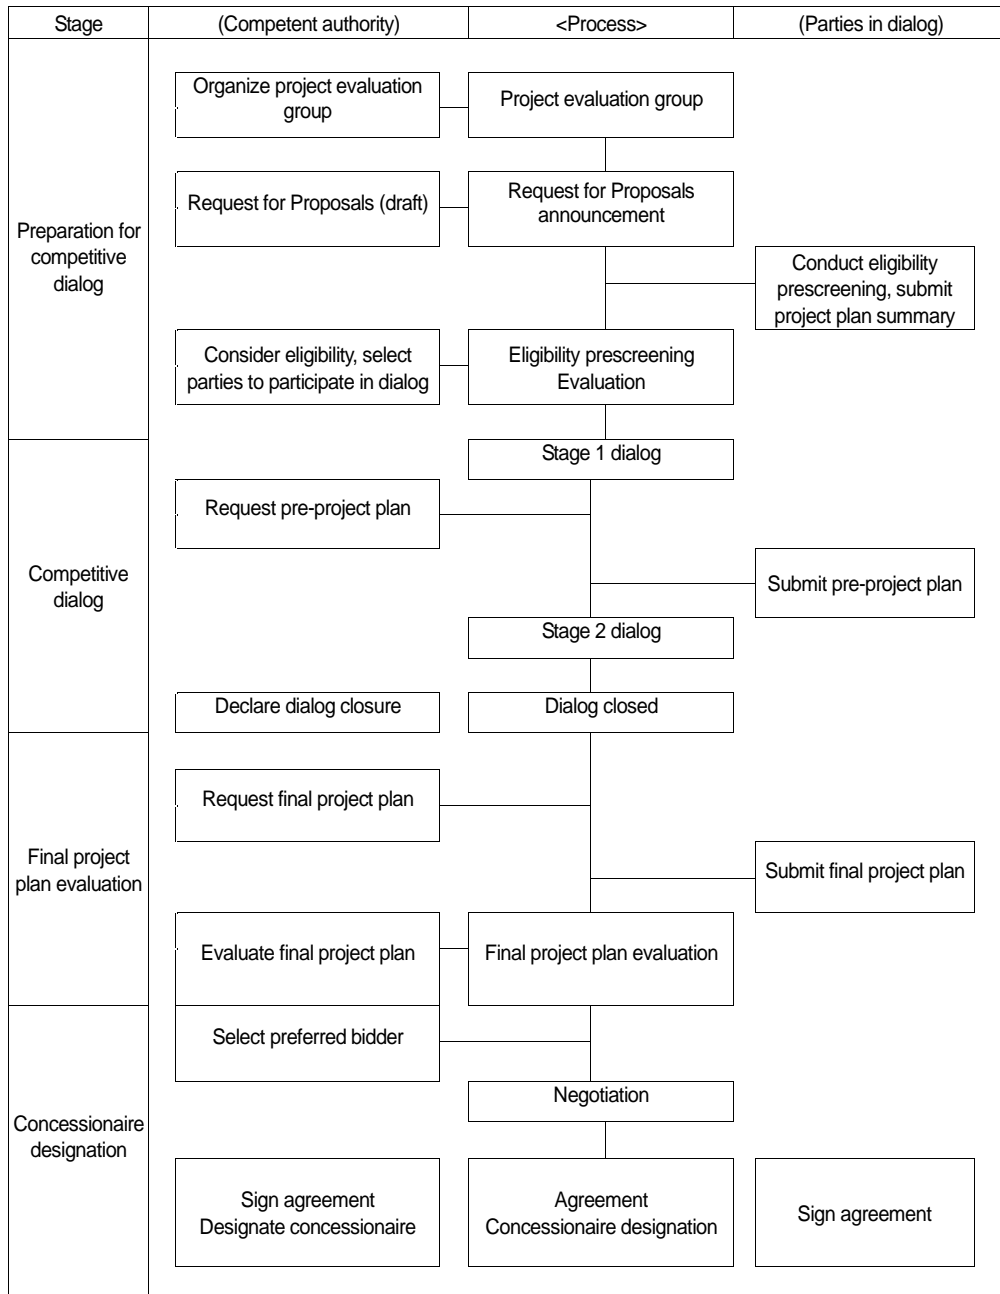 Stage
(Competent authority)
<Process>
(Parties in dialog)
Organize project evaluation
group
Project evaluation group
Request for Proposals (draft)
Request for Proposals
announcement
Preparation for
competitive
dialog
Conduct eligibility
prescreening, submit
project plan summary
Consider eligibility, select
parties to participate in dialog
Eligibility prescreening
Evaluation
Stage 1 dialog
Request pre-project plan
Competitive
dialog
Submit pre-project plan
Stage 2 dialog
Declare dialog closure
Dialog closed
Request final project plan
Final project
plan evaluation
Submit final project plan
Evaluate final project plan
Final project plan evaluation
Select preferred bidder
Negotiation
Concessionaire
designation
Sign agreement
Designate concessionaire
Agreement
Concessionaire designation
Sign agreement